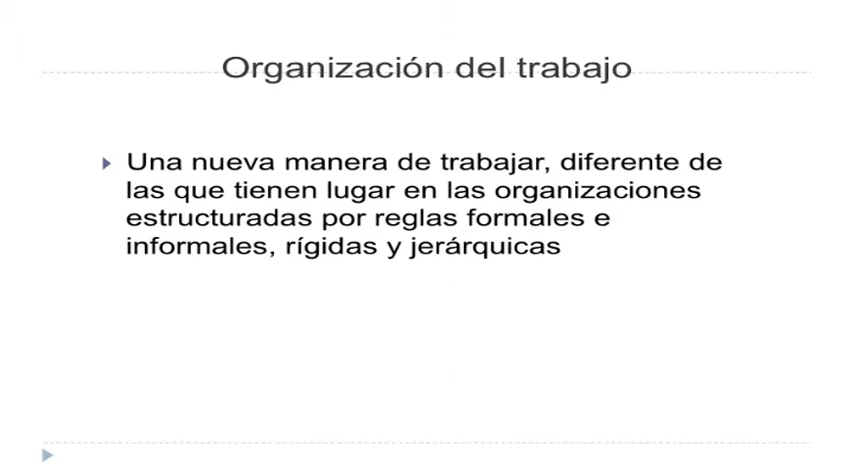 Organización del trabajo
Una nueva manera de trabajar, diferente de
las que tienen lugar en las organizaciones
estructuradas por reglas formales e
informales, rígidas y jerárquicas